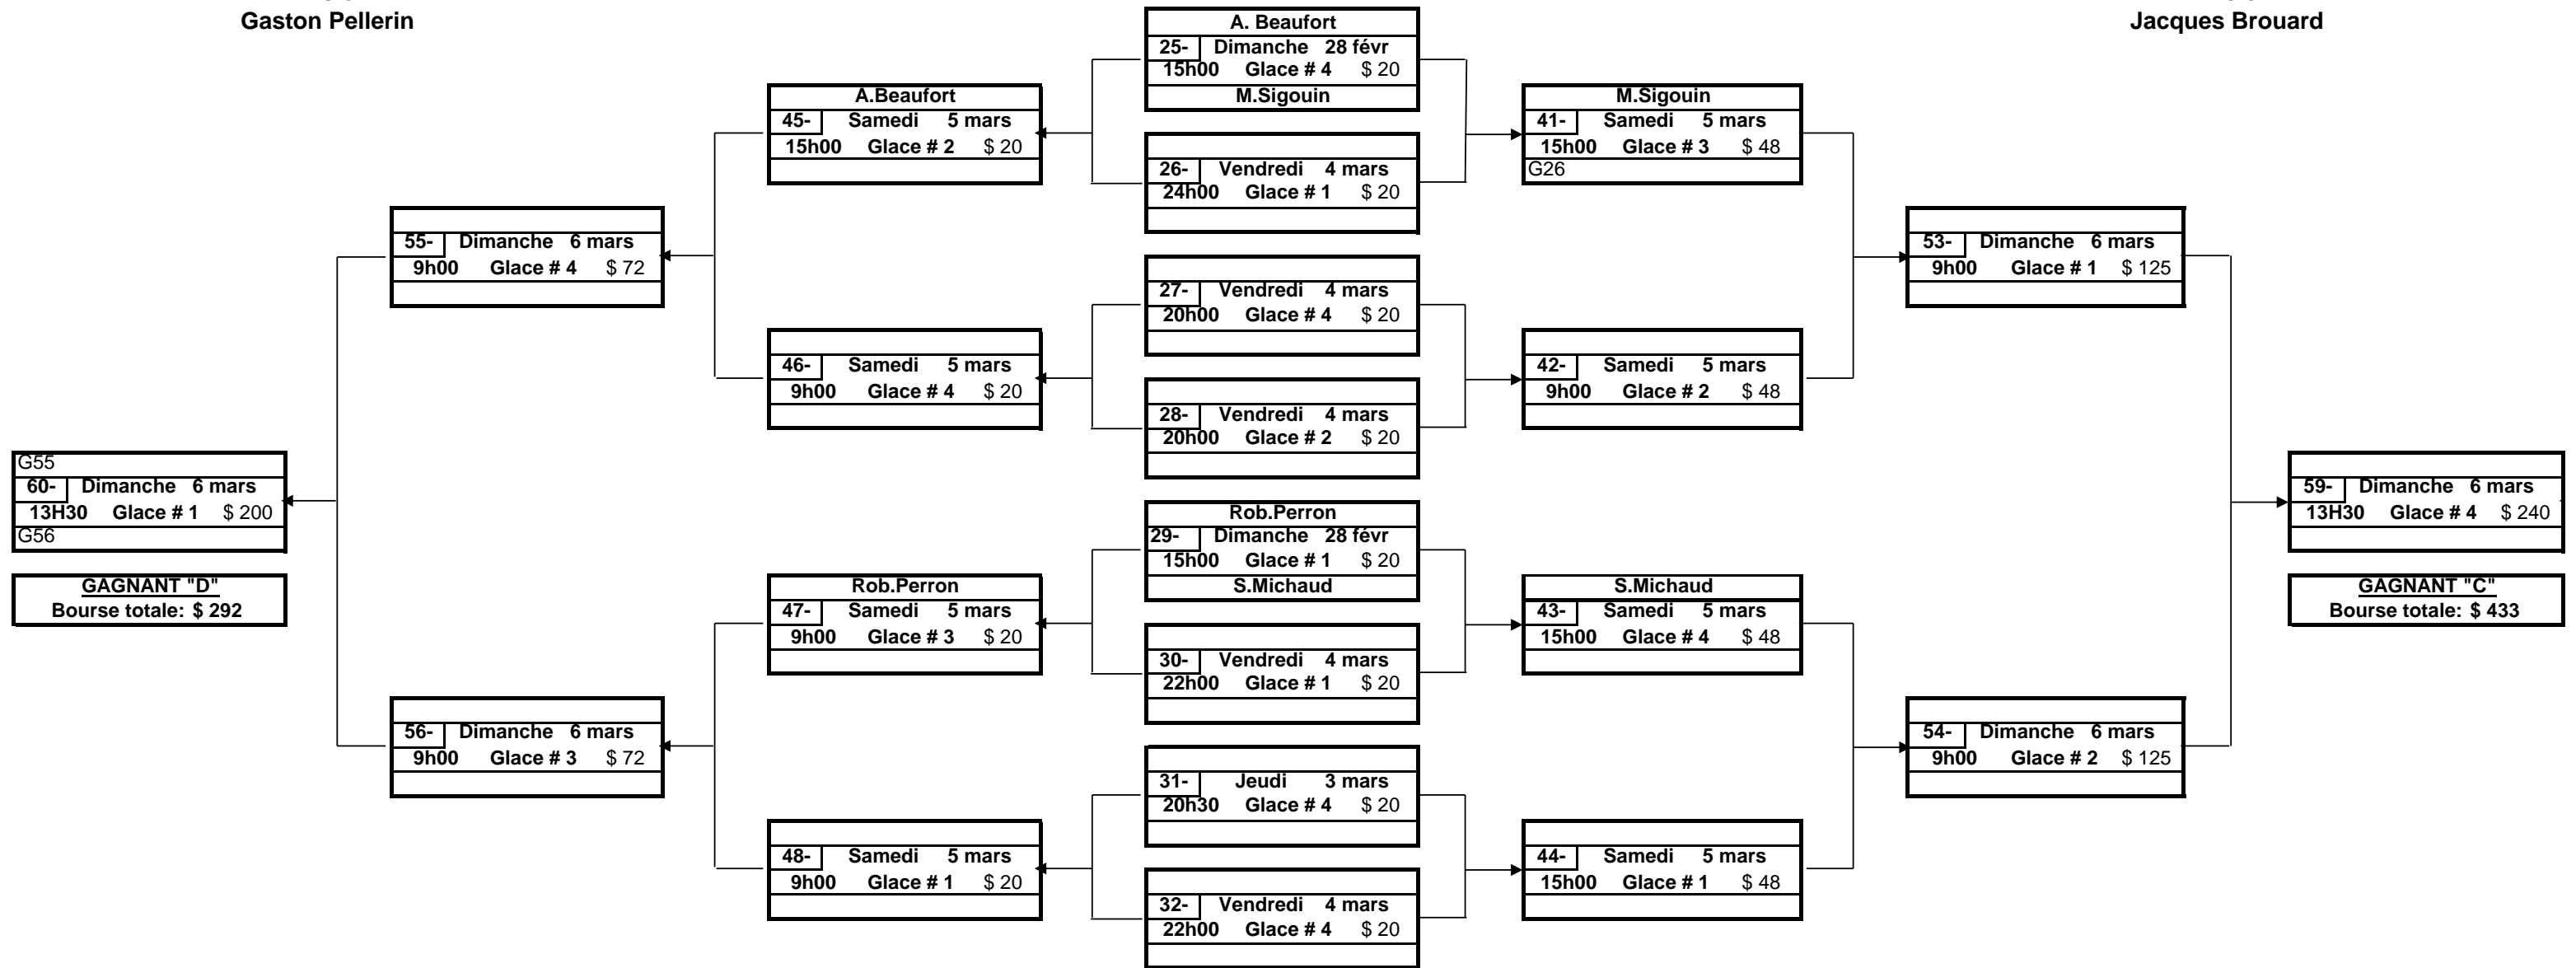 Gaston Pellerin
Jacques Brouard
A. Beaufort
25- Dimanche 28 févr
15h00 Glace # 4 $ 20
M.Sigouin
26- Vendredi 4 mars
24h00 Glace # 1 $ 20
27- Vendredi 4 mars
20h00 Glace # 4 $ 20
28- Vendredi 4 mars
20h00 Glace # 2 $ 20
Rob.Perron
29- Dimanche 28 févr
15h00 Glace # 1 $ 20
S.Michaud
30- Vendredi 4 mars
22h00 Glace # 1 $ 20
31- Jeudi 3 mars
20h30 Glace # 4 $ 20
32- Vendredi 4 mars
22h00 Glace # 4 $ 20
A.Beaufort
45- Samedi 5 mars
15h00 Glace # 2 $ 20
46- Samedi 5 mars
9h00 Glace # 4 $ 20
Rob.Perron
47- Samedi 5 mars
9h00 Glace # 3 $ 20
48- Samedi 5 mars
9h00 Glace # 1 $ 20
55- Dimanche 6 mars
9h00 Glace # 4 $ 72
56- Dimanche 6 mars
9h00 Glace # 3 $ 72
G55
60- Dimanche 6 mars
13H30 Glace # 1 $ 200
G56
GAGNANT "D"
Bourse totale: $ 292
M.Sigouin
41- Samedi 5 mars
15h00 Glace # 3 $ 48
G26
42- Samedi 5 mars
9h00 Glace # 2 $ 48
S.Michaud
43- Samedi 5 mars
15h00 Glace # 4 $ 48
44- Samedi 5 mars
15h00 Glace # 1 $ 48
53- Dimanche 6 mars
9h00 Glace # 1 $ 125
54- Dimanche 6 mars
9h00 Glace # 2 $ 125
59- Dimanche 6 mars
13H30 Glace # 4 $ 240
GAGNANT "C"
Bourse totale: $ 433